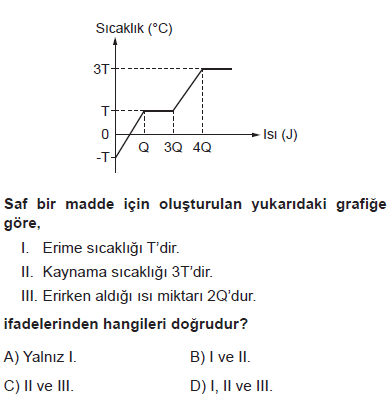 Sıcaklık (°C)
3T
T
0
-T
Q 3Q 4Q
Isı (J)
Saf bir madde için oluşturulan yukarıdaki grafiğe
göre,
I. Erime sıcaklığı T’dir.
II. Kaynama sıcaklığı 3T’dir.
III. Erirken aldığı ısı miktarı 2Q’dur.
ifadelerinden hangileri doğrudur?
A) Yalnız I. B) I ve II.
C) II ve III. D) I, II ve III.